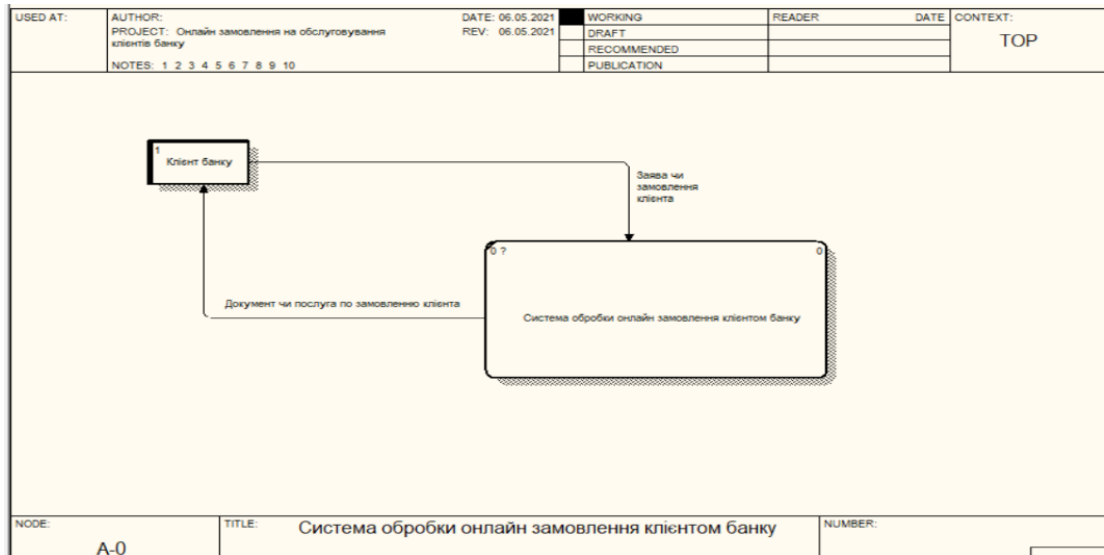 USED AT:
AUTHOR:
DATE: 06.05.2021
WORKING
READER
DATE
CONTEXT:
PROJECT: Онлайн замовлення на обслуговування
REV: 06.05.2021
DRAFT
TOP
клієнтів банку
RECOMMENDED
NOTES: 1 2 3 4 5 6 7 8 9 10
PUBLICATION
1
Клієнт банку
Заява чи
замовлення
клієнта
0 ?
0
Документ чи послуга по замовленню клієнта
Система обробки онлайн замовлення клієнтом банку
NODE:
TITLE:
Система обробки онлайн замовлення клієнтом банку
NUMBER:
A-0